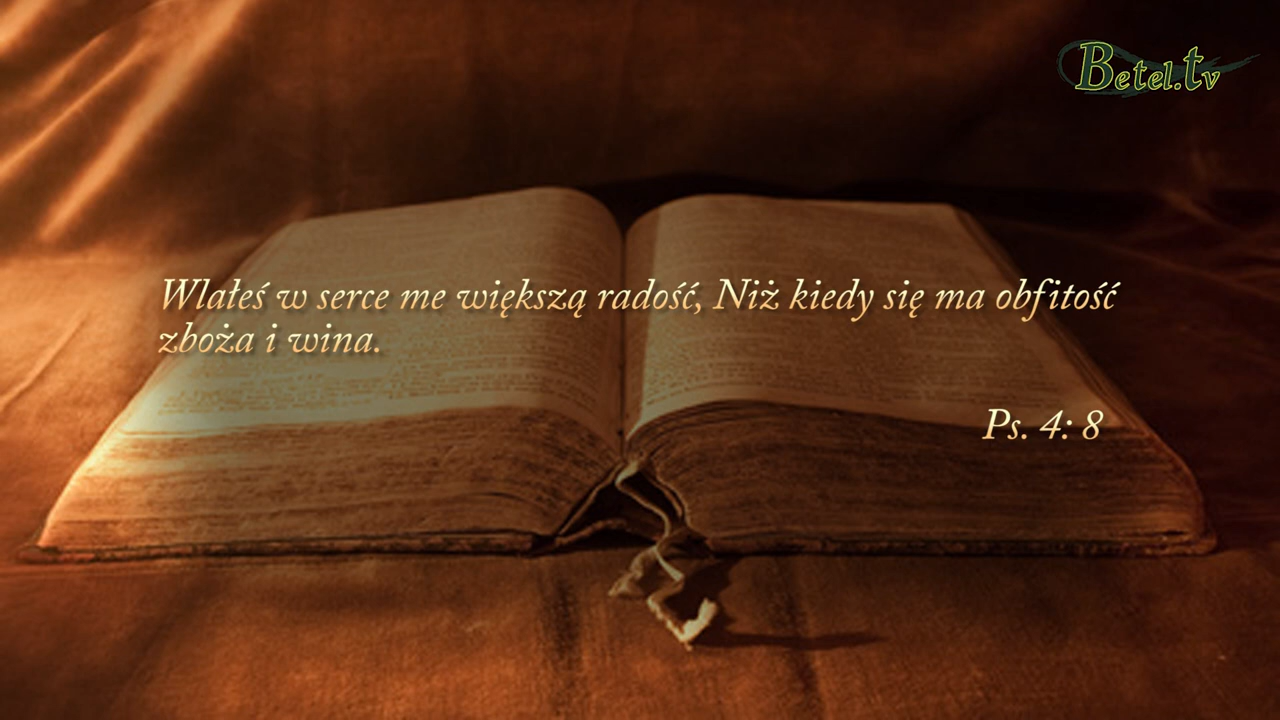 Betel.tv
Wlałeś w serce me większą radość, Niż kiedy się ma obfitość
zboża i wina.
Ps. 4: 8